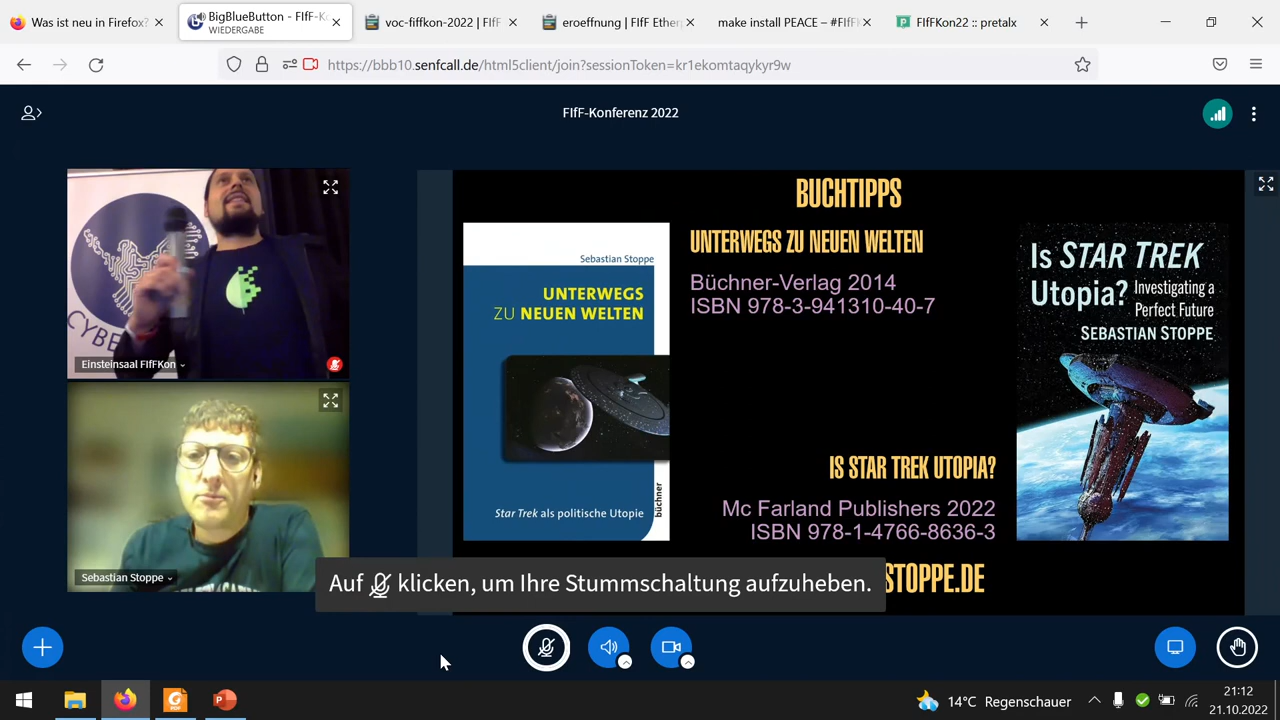 Was ist neu in Firefox?
BigBlueButton - FIfF-K
WIEDERGABE
voc-fiffkon-2022 | FIfF
eroeffnung | FIfF Ether
make install PEACE – #FIfFK
FIfFKon22 :: pretalx
https://bbb10.senfcall.de/html5client/join?sessionToken=kr1ekomtaqykyr9w
FIfF-Konferenz 2022
CYBE
Einsteinsaal FIfFKon
Sebastian Stoppe
BUCHTIPPS
Sebastian Stoppe
UNTERWEGS
ZU NEUEN WELTEN
Star Trek als politische Utopie
büchner
UNTERWEGS ZU NEUEN WELTEN
Büchner-Verlag 2014
ISBN 978-3-941310-40-7
IS STAR TREK UTOPIA?
Mc Farland Publishers 2022
ISBN 978-1-4766-8636-3
STOPPE.DE
Is STAR TREK
Utopia? Investigating a
Perfect Future
SEBASTIAN STOPPE
Auf klicken, um Ihre Stummschaltung aufzuheben.
PDF
14°C Regenschauer
21:12
21.10.2022